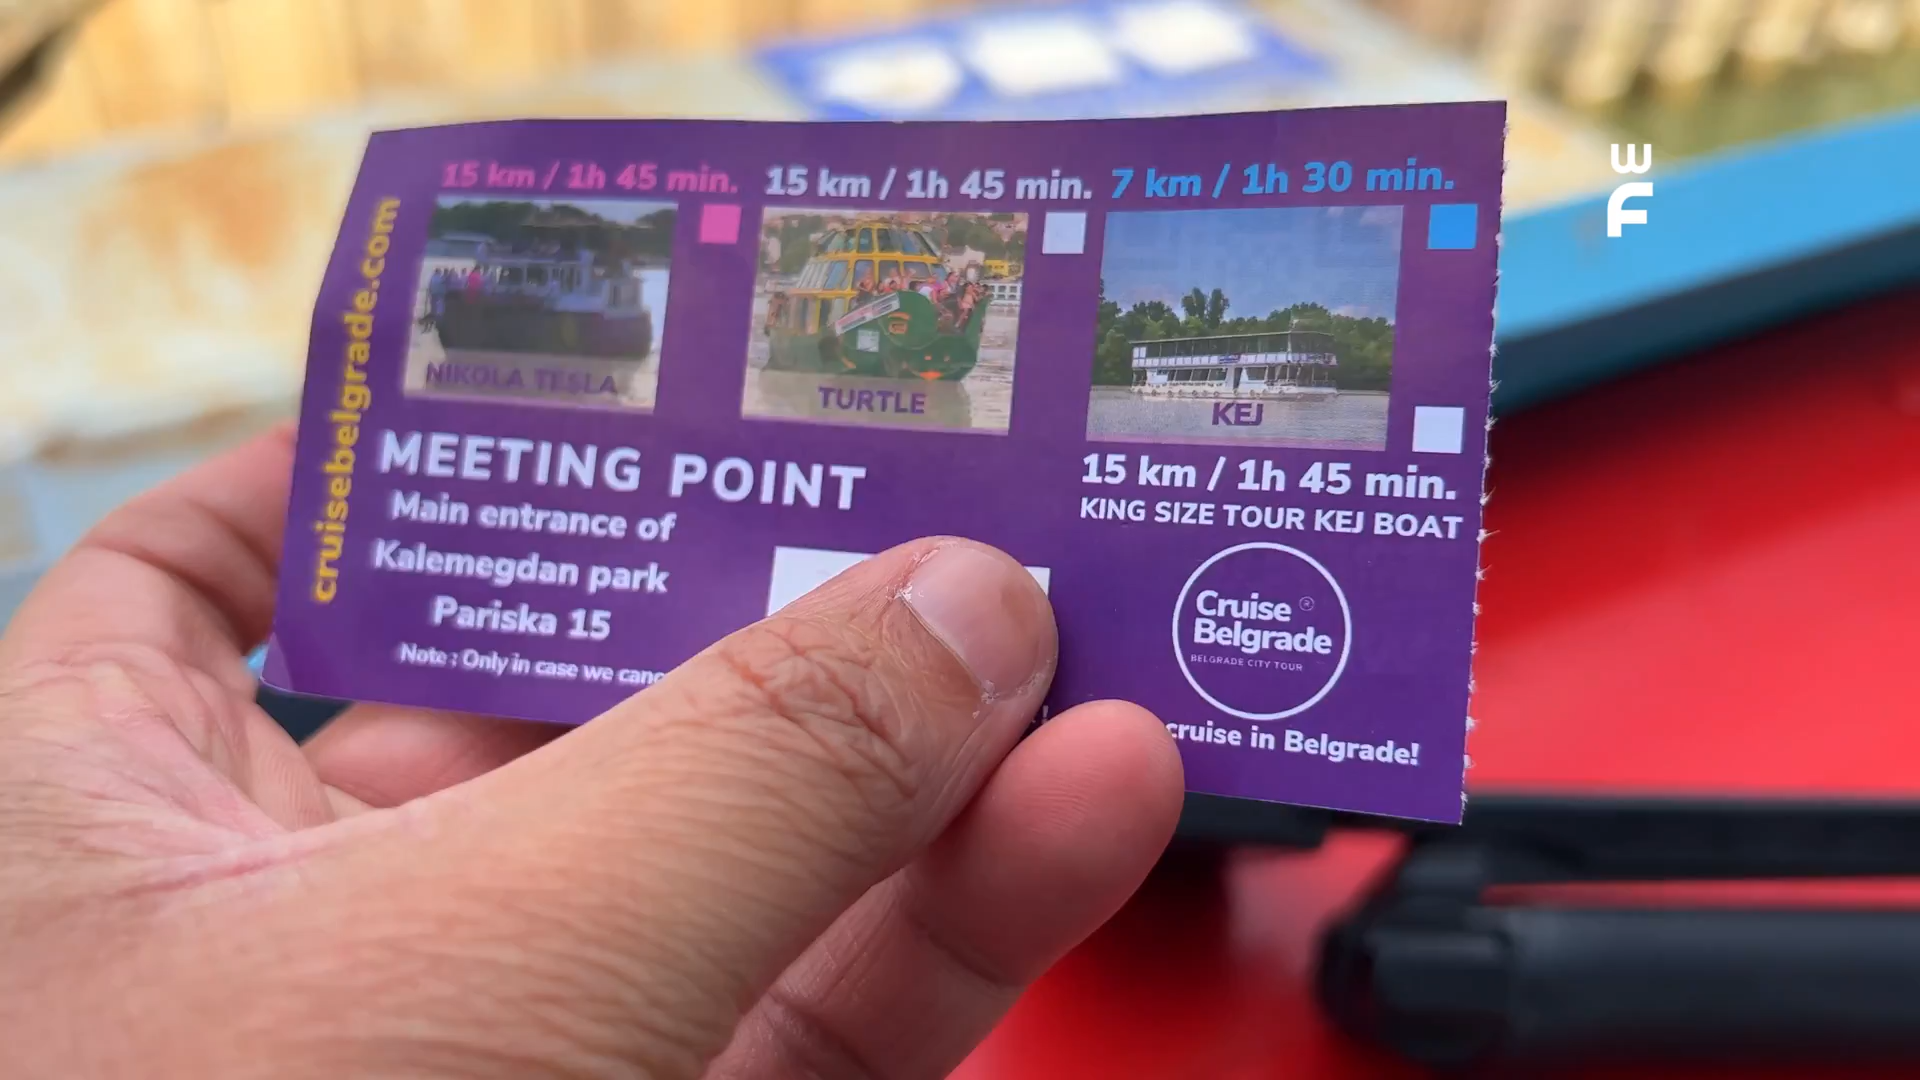 cruisebelgrade.com
15 km / 1h 45 min.
NIKOLA TESLA
15 km / 1h 45 min.
TURTLE
7 km / 1h 30 min.
KEJ
15 km / 1h 45 min.
KING SIZE TOUR KEJ BOAT
MEETING POINT
Main entrance of
Kalemegdan park
Pariska 15
Note : Only in case we
Cruise ®
Belgrade
BELGRADE CITY TOUR
cruise in Belgrade!
W
F